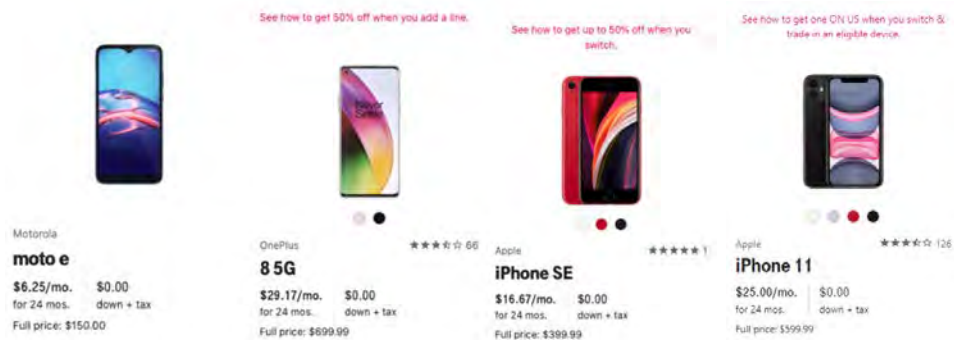 Motorola
moto e
$6.25/mo. $0.00
for 24 mos. down + tax
Full price: $150.00
See how to get 50% off when you add a line.
Never
Settle
OnePlus 66
8 5G
$29.17/mo. $0.00
for 24 mos. down + tax
Full price: $699.99
See how to get up to 50% off when you
switch.
Apple 1
iPhone SE
$16.67/mo. $0.00
for 24 mos. down + tax
Full price: $399.99
See how to get one ON US when you switch &
trade in an eligible device.
Apple 126
iPhone 11
$25.00/mo. $0.00
for 24 mos. down + tax
Full price: $599.99